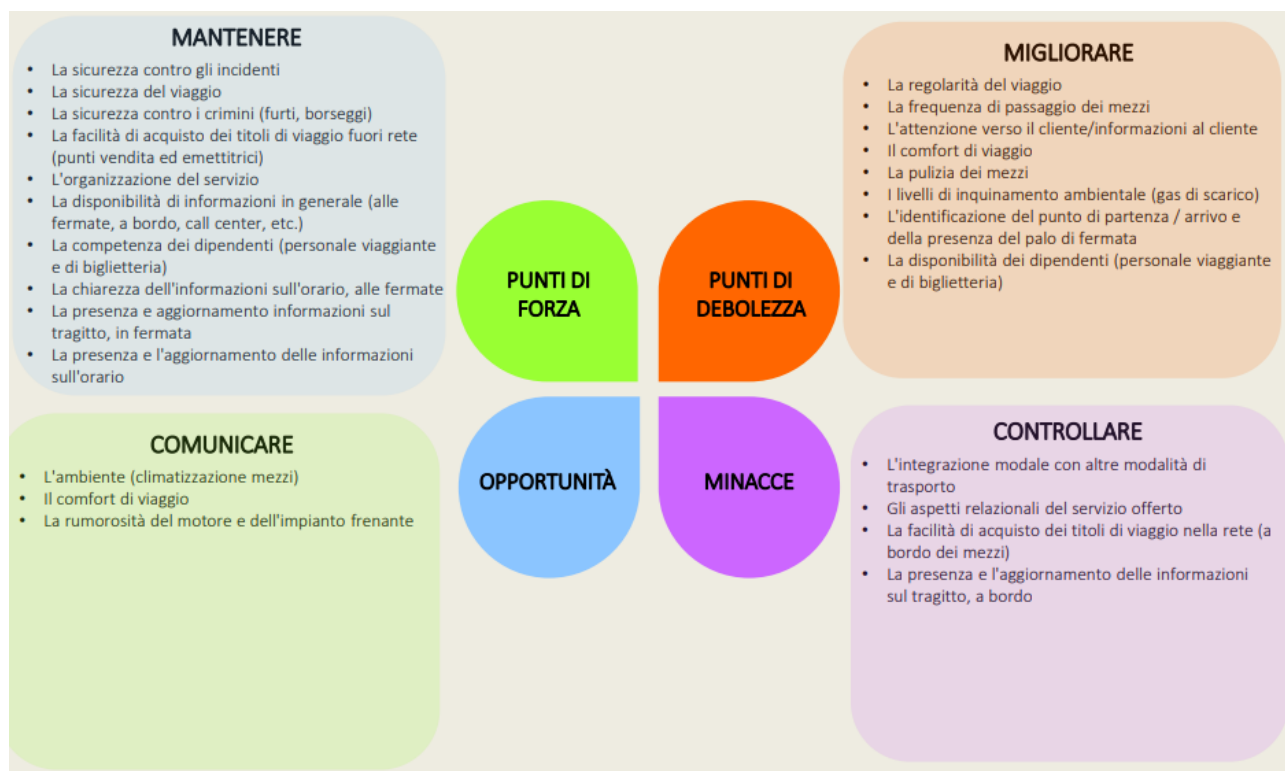 MANTENERE
• La sicurezza contro gli incidenti
• La sicurezza del viaggio
• La sicurezza contro i crimini (furti, borseggi)
• La facilità di acquisto dei titoli di viaggio fuori rete
(punti vendita ed emettitrici)
• L'organizzazione del servizio
• La disponibilità di informazioni in generale (alle
fermate, a bordo, call center, etc.)
• La competenza dei dipendenti (personale viaggiante
e di biglietteria)
• La chiarezza dell'informazioni sull'orario, alle fermate
• La presenza e aggiornamento informazioni sul
tragitto, in fermata
• La presenza e l'aggiornamento delle informazioni
sull'orario
MIGLIORARE
• La regolarità del viaggio
• La frequenza di passaggio dei mezzi
• L'attenzione verso il cliente/informazioni al cliente
• Il comfort di viaggio
• La pulizia dei mezzi
• I livelli di inquinamento ambientale (gas di scarico)
• L'identificazione del punto di partenza / arrivo e
della presenza del palo di fermata
• La disponibilità dei dipendenti (personale viaggiante
e di biglietteria)
PUNTI DI
FORZA
PUNTI DI
DEBOLEZZA
OPPORTUNITÀ
MINACCE
COMUNICARE
• L'ambiente (climatizzazione mezzi)
• Il comfort di viaggio
• La rumorosità del motore e dell'impianto frenante
CONTROLLARE
• L'integrazione modale con altre modalità di
trasporto
• Gli aspetti relazionali del servizio offerto
• La facilità di acquisto dei titoli di viaggio nella rete (a
bordo dei mezzi)
• La presenza e l'aggiornamento delle informazioni
sul tragitto, a bordo